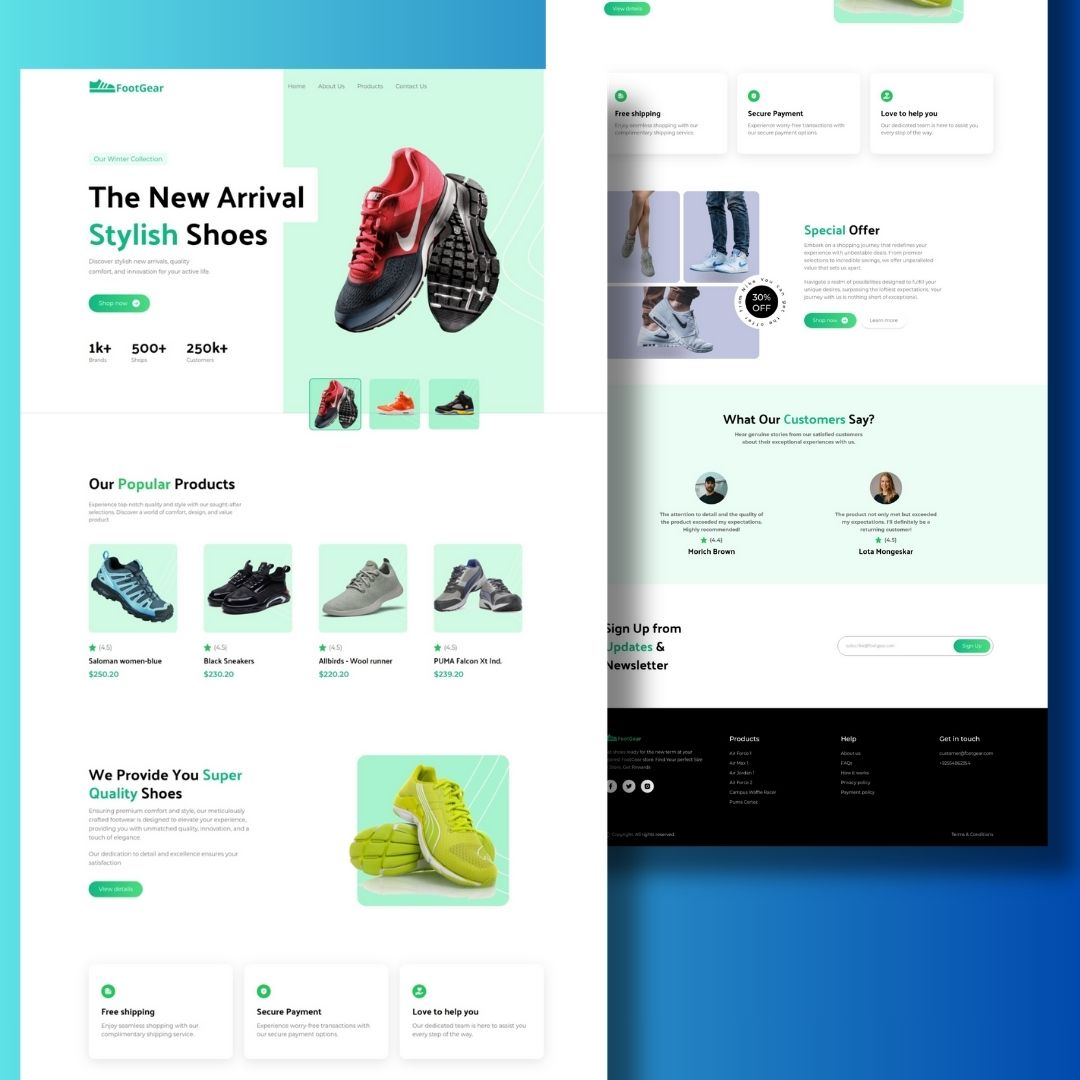 FootGear
Home About Us Products Contact Us
Our Winter Collection
The New Arrival
Stylish Shoes
Discover stylish new arrivals, quality
comfort, and innovation for your active life.
Shop now
1k+ 500+ 250k+
Brands Shops Customers
Our Popular Products
Experience top-notch quality and style with our sought-after
selections. Discover a world of comfort, design, and value
product
(4.5) (4.5) (4.5) (4.5)
Saloman women-blue Black Sneakers Allbirds - Wool runner PUMA Falcon Xt Ind.
$250.20 $230.20 $220.20 $239.20
We Provide You Super
Quality Shoes
Ensuring premium comfort and style, our meticulously
crafted footwear is designed to elevate your experience,
providing you with unmatched quality, innovation, and a
touch of elegance.
Our dedication to detail and excellence ensures your
satisfaction
View details
Free shipping Secure Payment Love to help you
Enjoy seamless shopping with our Experience worry-free transactions with Our dedicated team is here to assist you
complimentary shipping service. our secure payment options. every step of the way.
View details
Free shipping Secure Payment Love to help you
Enjoy seamless shopping with our Experience worry-free transactions with Our dedicated team is here to assist you
complimentary shipping service. our secure payment options. every step of the way.
30%
OFF
Special Offer
Embark on a shopping journey that redefines your
experience with unbeatable deals. From premier
selections to incredible savings, we offer unparalleled
value that sets us apart.
Navigate a realm of possibilities designed to fulfill your
unique desires, surpassing the loftiest expectations. Your
journey with us is nothing short of exceptional.
Shop now Learn more
What Our Customers Say?
Hear genuine stories from our satisfied customers
about their exceptional experiences with us.
The attention to detail and the quality of
the product exceeded my expectations.
Highly recommended!
(4.4)
Morich Brown
The product not only met but exceeded
my expectations. I'll definitely be a
returning customer!
(4.5)
Lota Mongeskar
Sign Up from
Updates &
Newsletter
Sign Up
FootGear
shoes ready for the new term at your
FootGear store. Find Your perfect Size
Store. Get Rewards
Products
Air Force 1
Air Max 1
Air Jordan 1
Air Force 2
Campus Waffle Racer
Puma Cortez
Help
About us
FAQs
How it works
Privacy policy
Payment policy
Get in touch
customer@footgear.com
Copyright. All rights reserved. Terms & Conditions